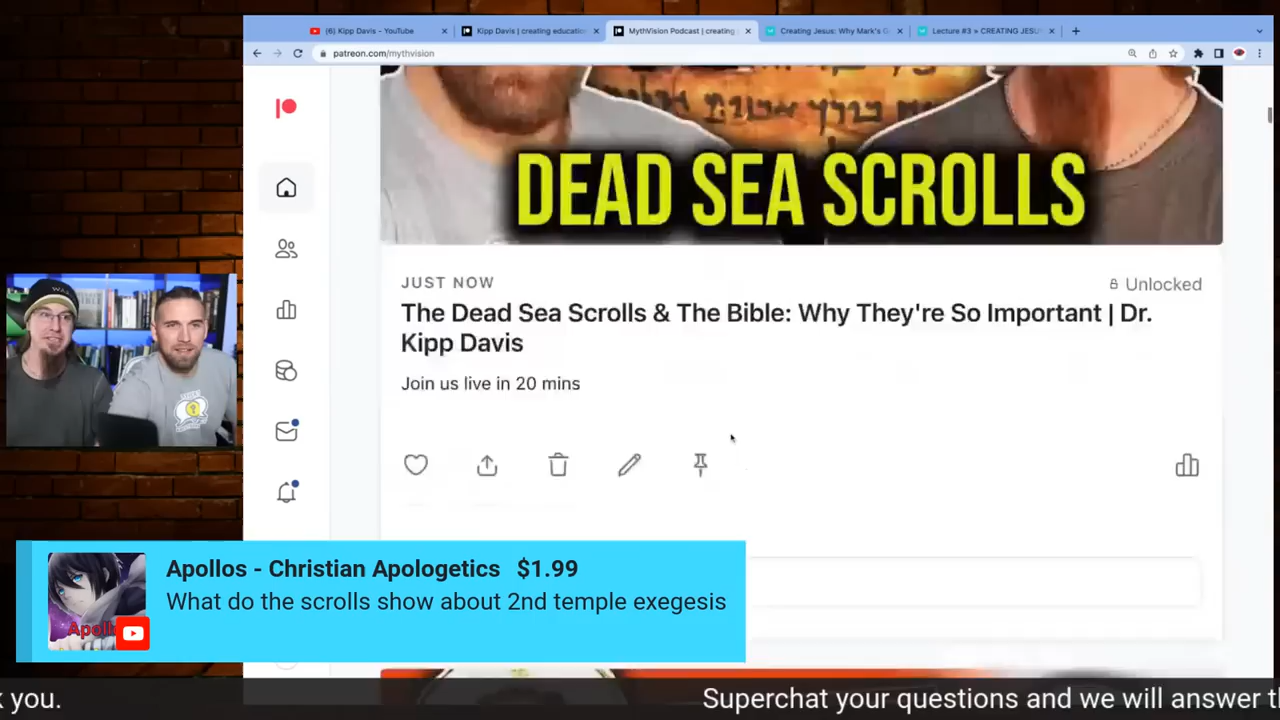 (6) Kipp Davis - YouTube
Kipp Davis | creating educatio
MythVision Podcast | creating
Creating Jesus: Why Mark's G
Lecture #3 » CREATING JESU
patreon.com/mythvision
DEAD SEA SCROLLS
JUST NOW
Unlocked
The Dead Sea Scrolls & The Bible: Why They're So Important | Dr.
Kipp Davis
Join us live in 20 mins
Apollos - Christian Apologetics $1.99
What do the scrolls show about 2nd temple exegesis
you.
Superchat your questions and we will answer t